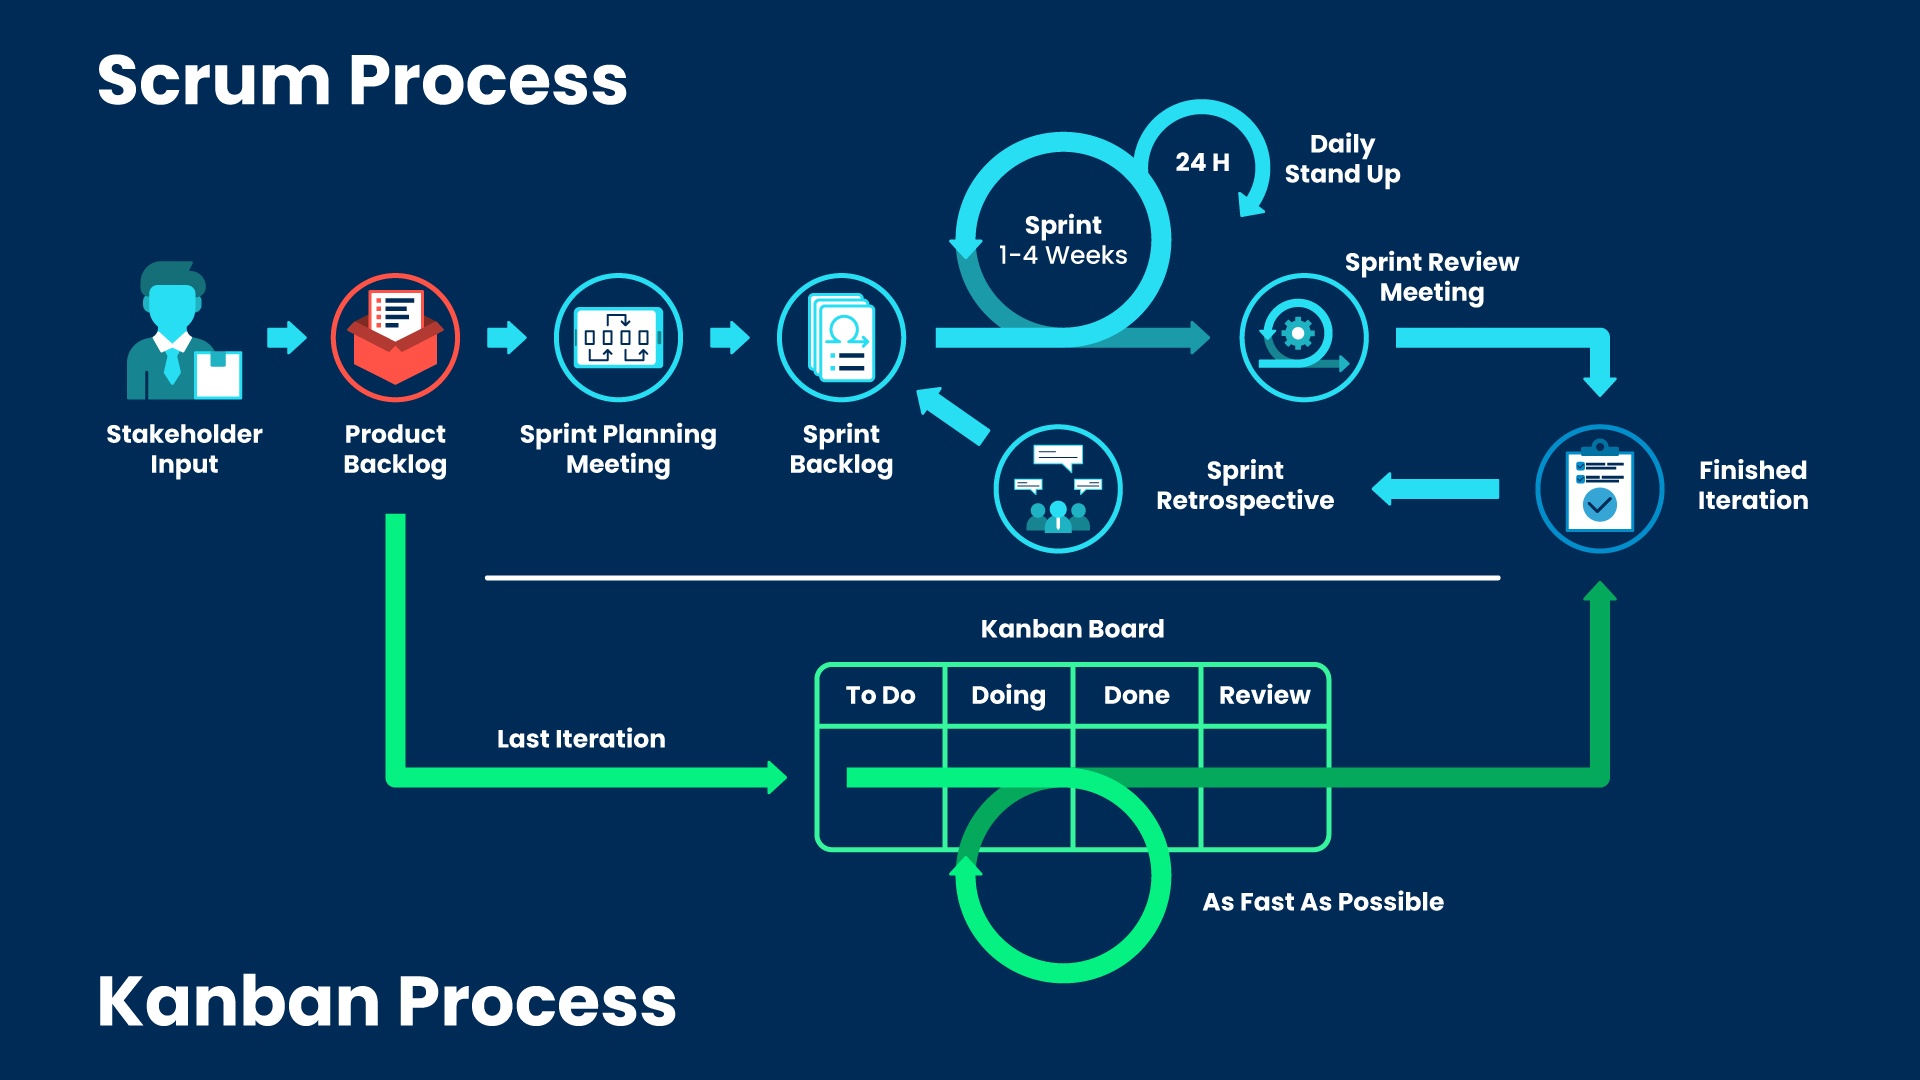 Scrum Process
24 H
Daily
Stand Up
Sprint
1-4 Weeks
Sprint Review
Meeting
Stakeholder
Input
Product
Backlog
Sprint Planning
Meeting
Sprint
Backlog
Sprint
Retrospective
Finished
Iteration
Kanban Board
To Do
Doing
Done
Review
Last Iteration
As Fast As Possible
Kanban Process